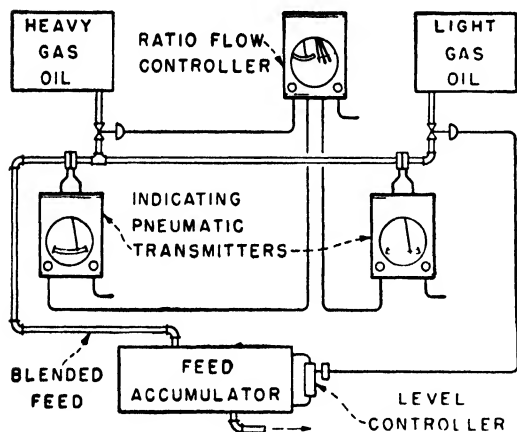 HEAVY
GAS
OIL
RATIO FLOW
CONTROLLER
LIGHT
GAS
OIL
INDICATING
PNEUMATIC
TRANSMITTERS
BLENDED
FEED
FEED
ACCUMULATOR
LEVEL
CONTROLLER